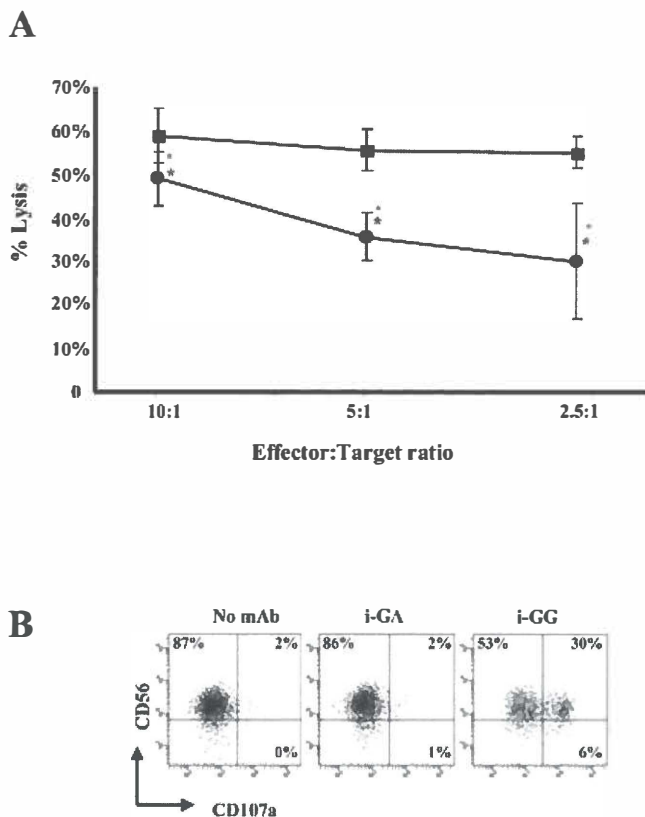 A
70%
60%
50%
40%
30%
20%
10%
0
% Lysis
* *
* *
* *
10:1 5:1 2.5:1
Effector:Target ratio
B
No mAb i-GA i-GG
87% 2% 86% 2% 53% 30%
CD56
0% 1% 6%
CD107a